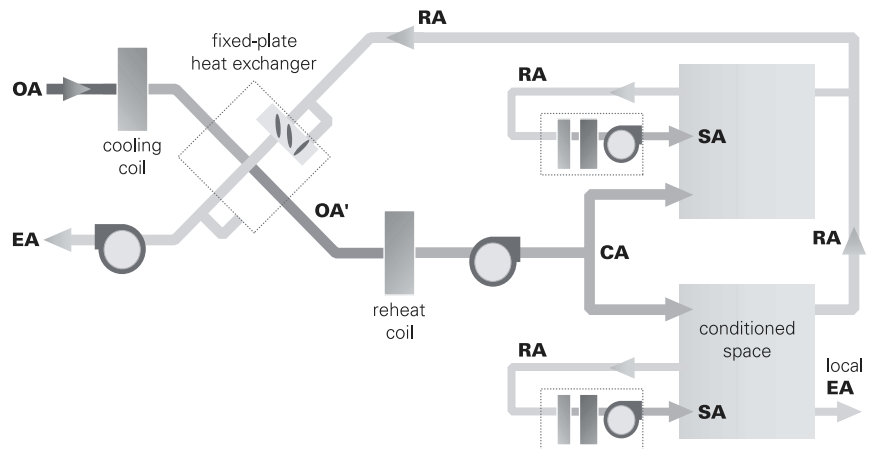 RA
fixed-plate
heat exchanger
OA
cooling
coil
RA
SA
OA'
EA
CA
RA
reheat
coil
RA
conditioned
space
local
EA
SA